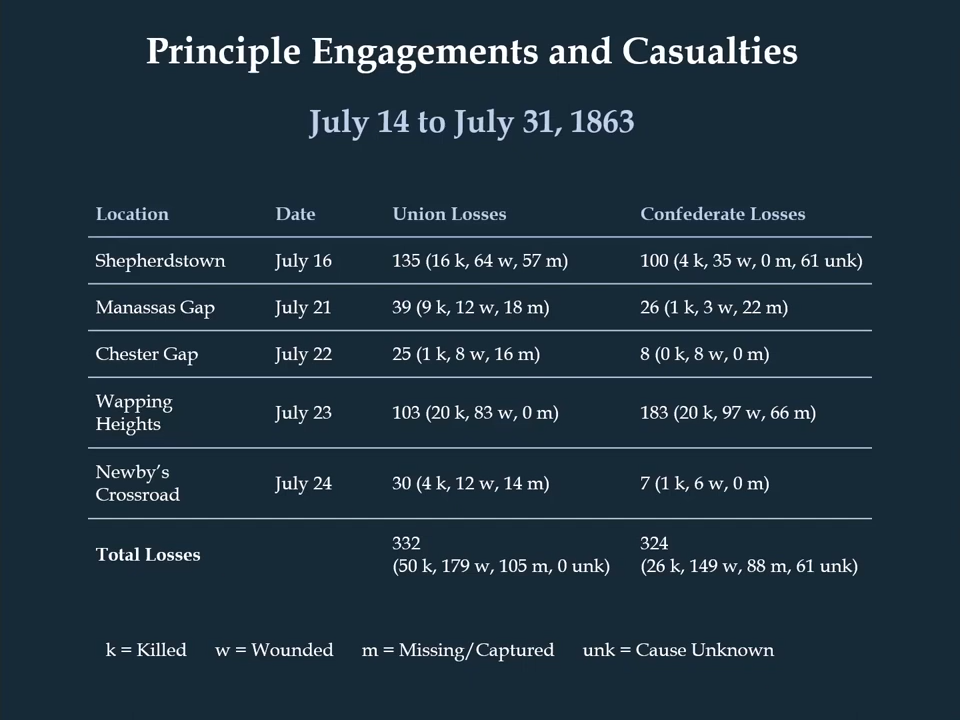 Principle Engagements and Casualties
July 14 to July 31, 1863
Location Date Union Losses Confederate Losses
Shepherdstown July 16 135 (16 k, 64 w, 57 m) 100 (4 k, 35 w, 0 m, 61 unk)
Manassas Gap July 21 39 (9 k, 12 w, 18 m) 26 (1 k, 3 w, 22 m)
Chester Gap July 22 25 (1 k, 8 w, 16 m) 8 (0 k, 8 w, 0 m)
Wapping
Heights July 23 103 (20 k, 83 w, 0 m) 183 (20 k, 97 w, 66 m)
Newby’s
Crossroad July 24 30 (4 k, 12 w, 14 m) 7 (1 k, 6 w, 0 m)
Total Losses 332
(50 k, 179 w, 105 m, 0 unk) 324
(26 k, 149 w, 88 m, 61 unk)
k = Killed w = Wounded m = Missing/Captured unk = Cause Unknown